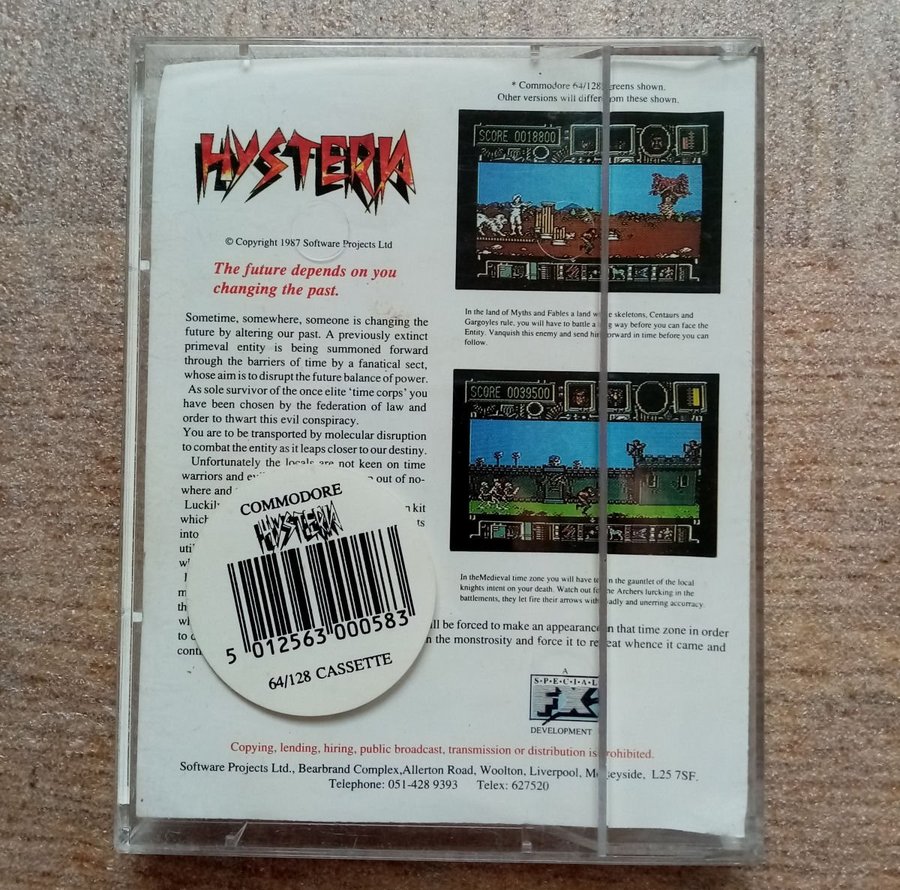 * Commodore 64/128 screens shown.
Other versions will differ from these shown.
HYSTERIA
© Copyright 1987 Software Projects Ltd
The future depends on you
changing the past.
Sometime, somewhere, someone is changing the
future by altering our past. A previously extinct
primeval entity is being summoned forward
through the barriers of time by a fanatical sect,
whose aim is to disrupt the future balance of power.
As sole survivor of the once elite 'time corps' you
have been chosen by the federation of law and
order to thwart this evil conspiracy.
You are to be transported by molecular disruption
to combat the entity as it leaps closer to our destiny.
Unfortunately the locals are not keen on time
warriors and out of no-
where and
kit
which
into
SCORE 0018800
In the land of Myths and Fables a land where skeletons, Centaurs and
Gargoyles rule, you will have to battle a long way before you can face the
Entity. Vanquish this enemy and send him forward in time before you can
follow.
SCORE 0039500
In theMedieval time zone you will have to run the gauntlet of the local
knights intent on your death. Watch out for the Archers lurcking in the
battlements, they let fire their arrows with deadly and unerring accorracy.
be forced to make an appearance in that time zone in order
the monstrosity and force it to repeat whence it came and
COMMODORE
HYSTERIA
5 012563 000583
64/128 CASSETTE
A
S·P·E·C·I·A·L
FX
DEVELOPMENT
Copying, lending, hiring, public broadcast, transmission or distribution is prohibited.
Software Projects Ltd., Bearbrand Complex,Allerton Road, Woolton, Liverpool, Merseyside, L25 7SF.
Telephone: 051-428 9393 Telex: 627520